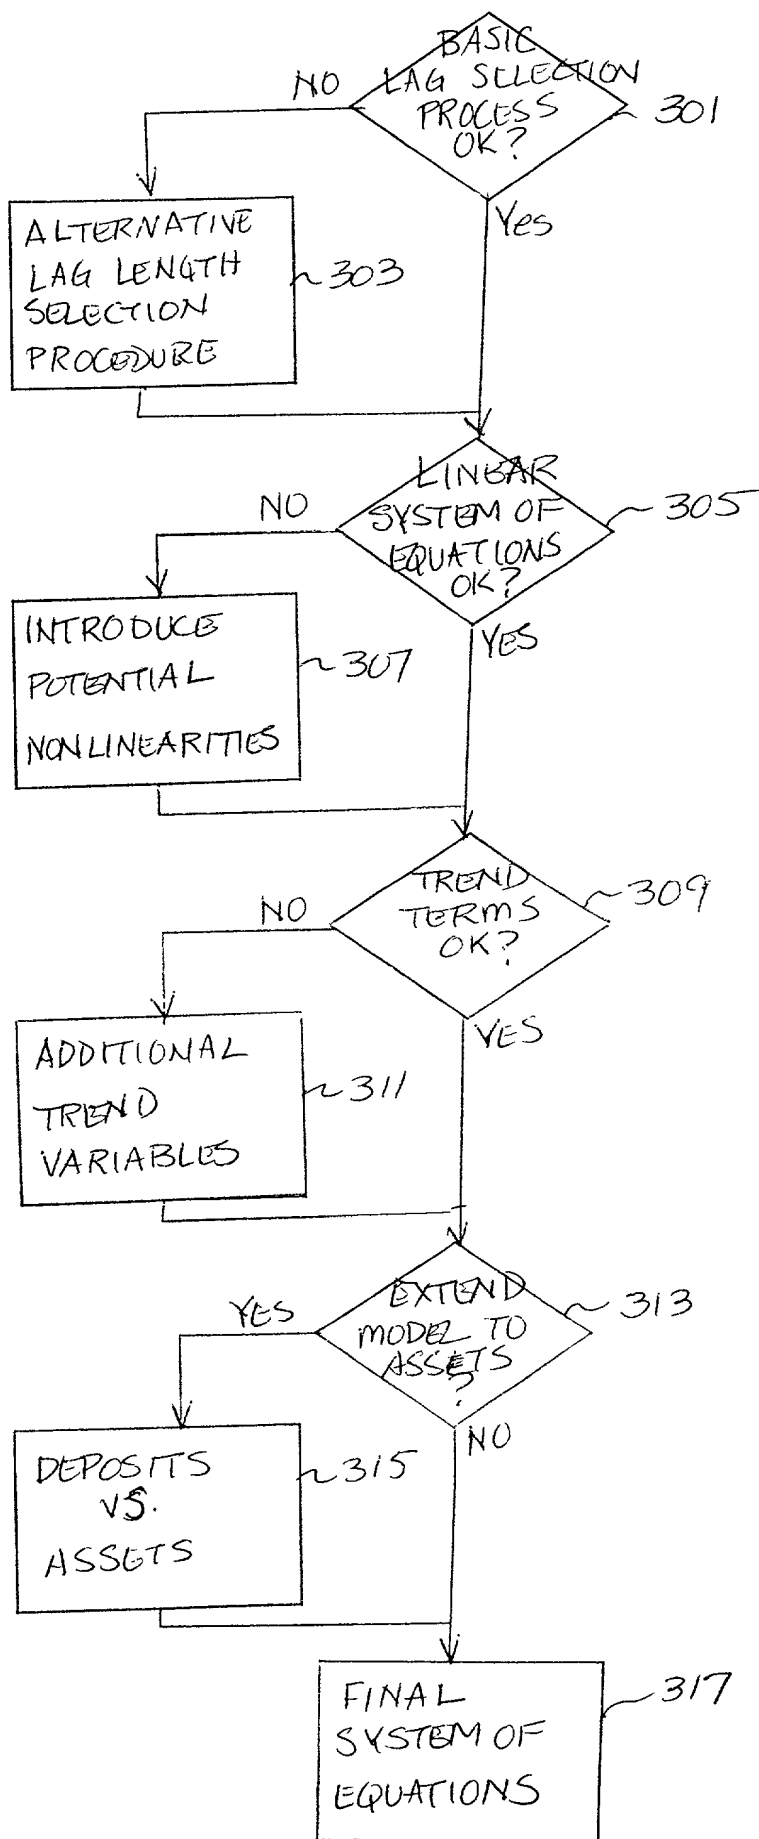 BASIC
LAG SELECTION
PROCESS
OK?
NO
301
Yes
ALTERNATIVE
LAG LENGTH
SELECTION
PROCEDURE
303
LINEAR
SYSTEM OF
EQUATIONS
OK?
NO
305
YES
INTRODUCE
POTENTIAL
NONLINEARITIES
307
TREND
TERMS
OK?
NO
309
YES
ADDITIONAL
TREND
VARIABLES
311
EXTEND
MODEL TO
ASSETS
?
YES
313
NO
DEPOSITS
VS.
ASSETS
315
FINAL
SYSTEM OF
EQUATIONS
317